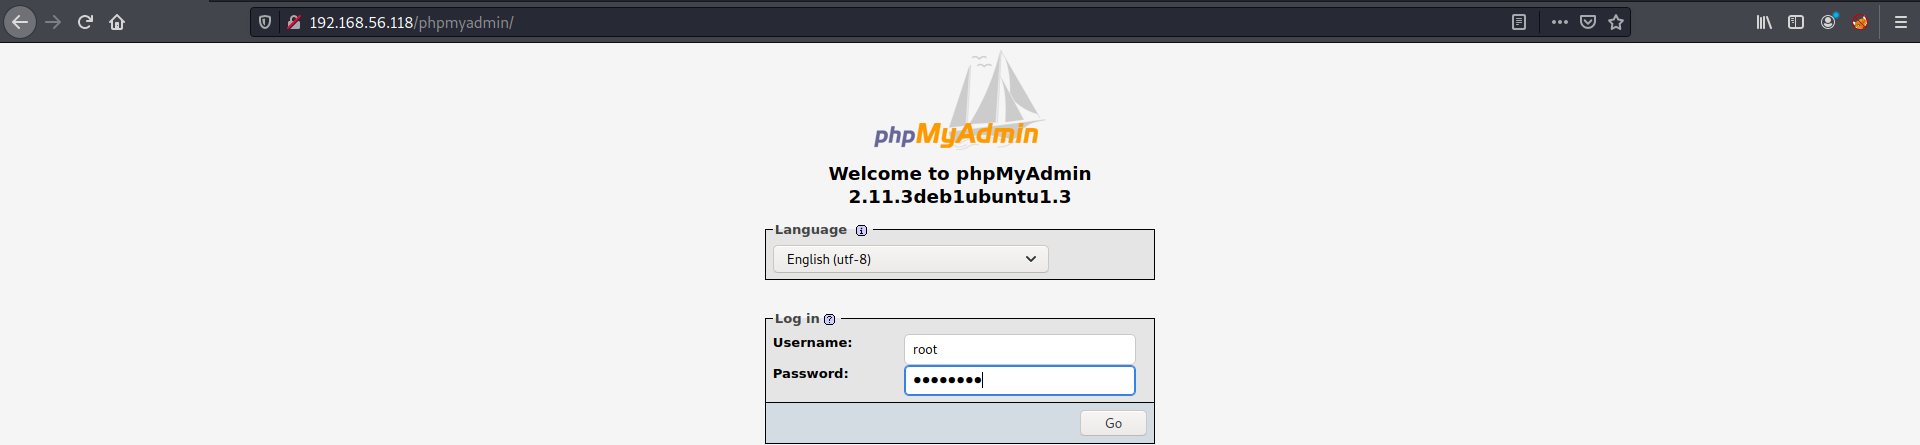 192.168.56.118/phpmyadmin/
phpMyAdmin
Welcome to phpMyAdmin
2.11.3deb1ubuntu1.3
Language
English (utf-8)
Log in
Username:
root
Password:
••••••••
Go